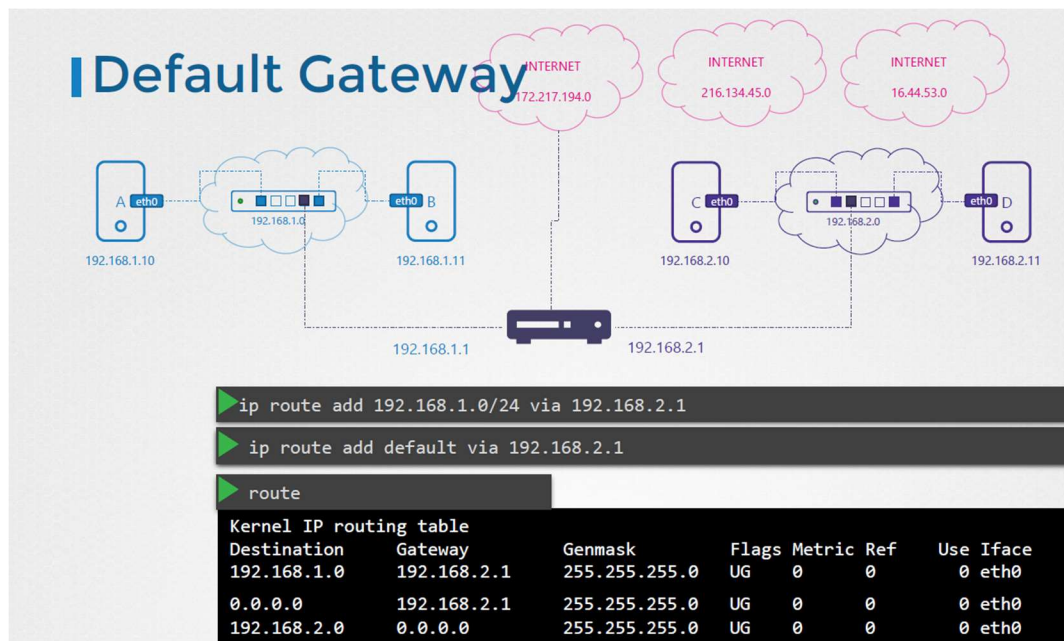 Default Gateway
INTERNET
172.217.194.0
INTERNET
216.134.45.0
INTERNET
16.44.53.0
A eth0
192.168.1.0
eth0 B
C eth0
192.168.2.0
eth0 D
192.168.1.10
192.168.1.11
192.168.2.10
192.168.2.11
192.168.1.1
192.168.2.1
ip route add 192.168.1.0/24 via 192.168.2.1
ip route add default via 192.168.2.1
route
Kernel IP routing table
Destination Gateway Genmask Flags Metric Ref Use Iface
192.168.1.0 192.168.2.1 255.255.255.0 UG 0 0 0 eth0
0.0.0.0 192.168.2.1 255.255.255.0 UG 0 0 0 eth0
192.168.2.0 0.0.0.0 255.255.255.0 UG 0 0 0 eth0